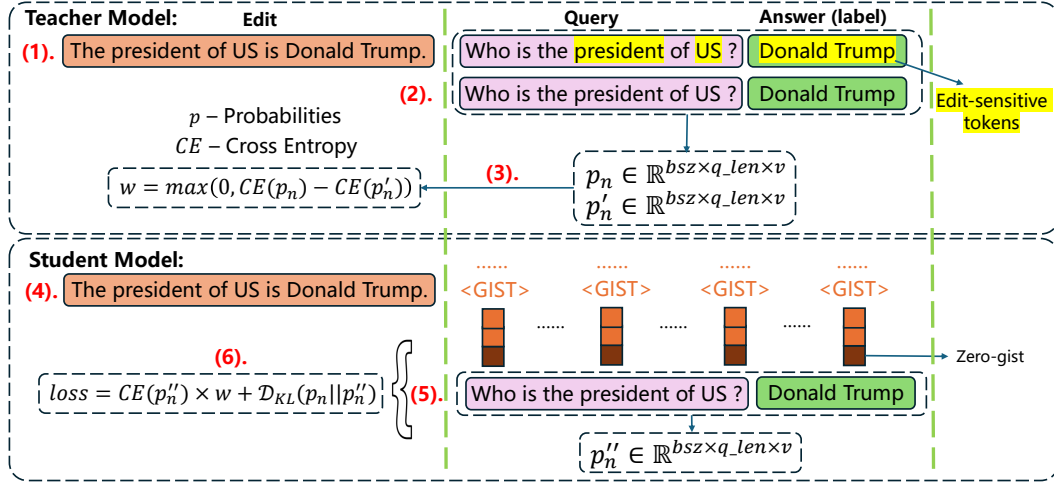 Teacher Model:
Edit
Query
Answer (label)
(1).
The president of US is Donald Trump.
Who is the president of US ?
Donald Trump
(2).
Who is the president of US ?
Donald Trump
Edit-sensitive
tokens
p – Probabilities
CE – Cross Entropy
(3).
w = max(0, CE(p_n) − CE(p'_n))
p_n ∈ ℝ^{bsz×q_len×v}
p'_n ∈ ℝ^{bsz×q_len×v}
Student Model:
(4).
The president of US is Donald Trump.
...... ...... ...... ......
<GIST> <GIST> <GIST> <GIST>
...... ...... ......
Zero-gist
(6).
loss = CE(p''_n) × w + 𝒟_{KL}(p_n||p''_n)
(5).
Who is the president of US ?
Donald Trump
p''_n ∈ ℝ^{bsz×q_len×v}